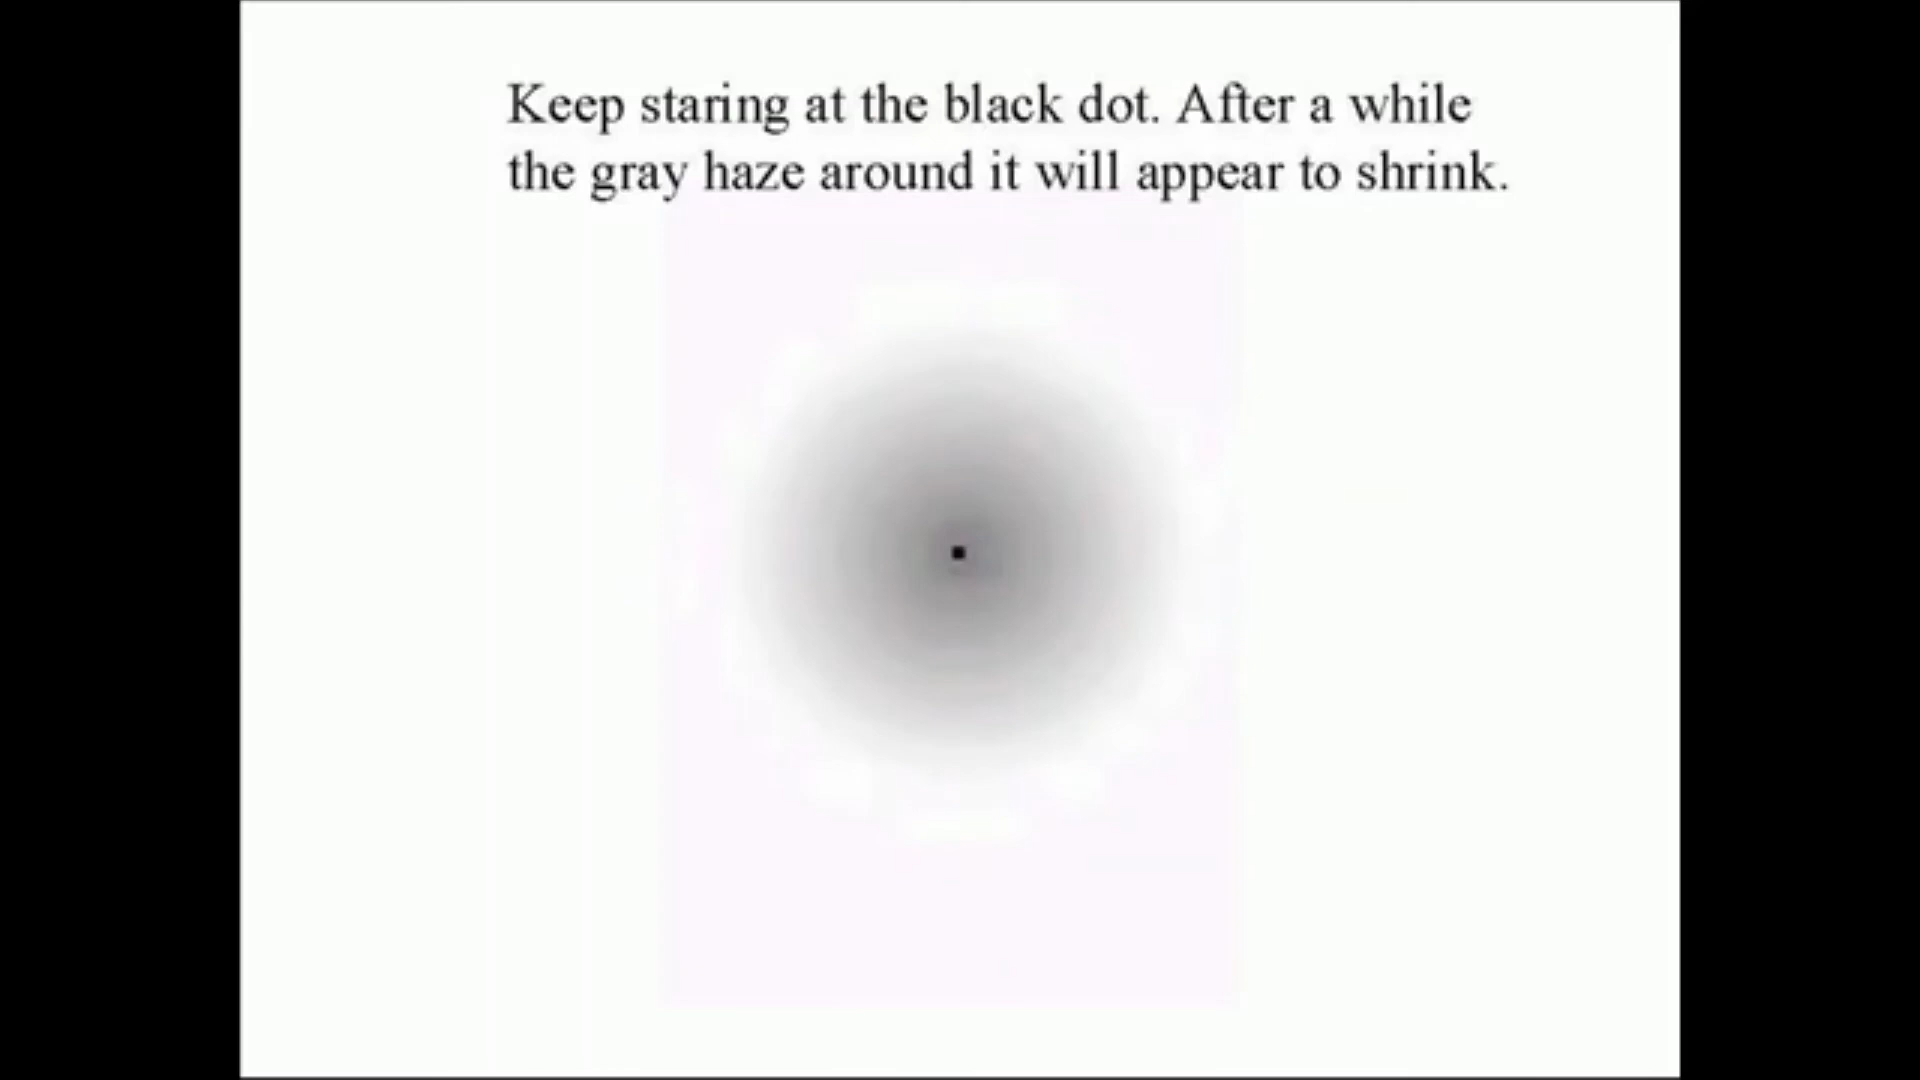 Keep staring at the black dot. After a while
the gray haze around it will appear to shrink.